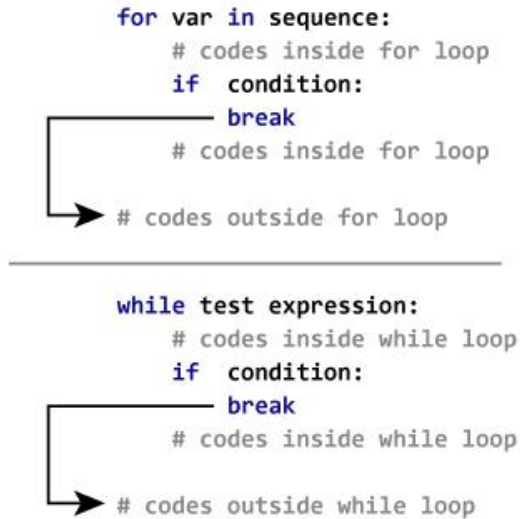 for var in sequence:
# codes inside for loop
if condition:
break
# codes inside for loop
# codes outside for loop
while test expression:
# codes inside while loop
if condition:
break
# codes inside while loop
# codes outside while loop